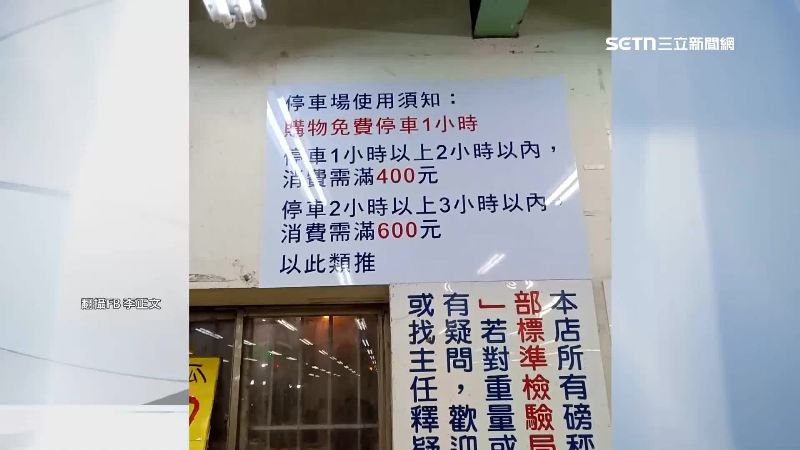 SETN三立新聞網
停車場使用須知：
購物免費停車1小時
停車1小時以上2小時以內，
消費需滿400元
停車2小時以上3小時以內，
消費需滿600元
以此類推
翻攝FB 李正文
本店所有磅秤
部標準檢驗局
」若對重量或
有疑問，歡迎
或找主任釋疑